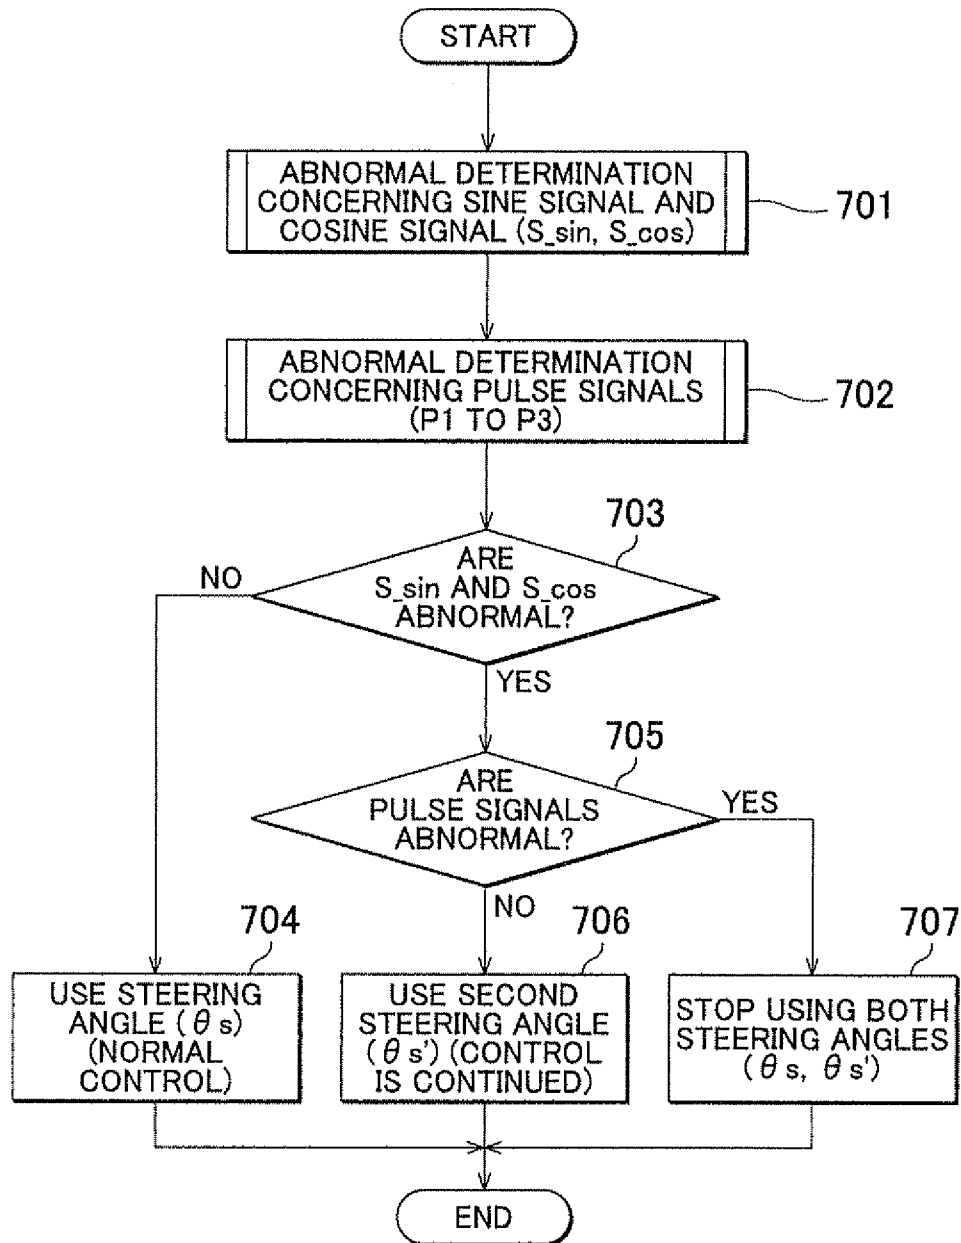 START
ABNORMAL DETERMINATION
CONCERNING SINE SIGNAL AND
COSINE SIGNAL (S_sin, S_cos)
701
ABNORMAL DETERMINATION
CONCERNING PULSE SIGNALS
(P1 TO P3)
702
703
ARE
S_sin AND S_cos
ABNORMAL?
NO
YES
705
ARE
PULSE SIGNALS
ABNORMAL?
YES
NO
704
USE STEERING
ANGLE (θs)
(NORMAL
CONTROL)
706
USE SECOND
STEERING ANGLE
(θs') (CONTROL
IS CONTINUED)
707
STOP USING BOTH
STEERING ANGLES
(θs, θs')
END